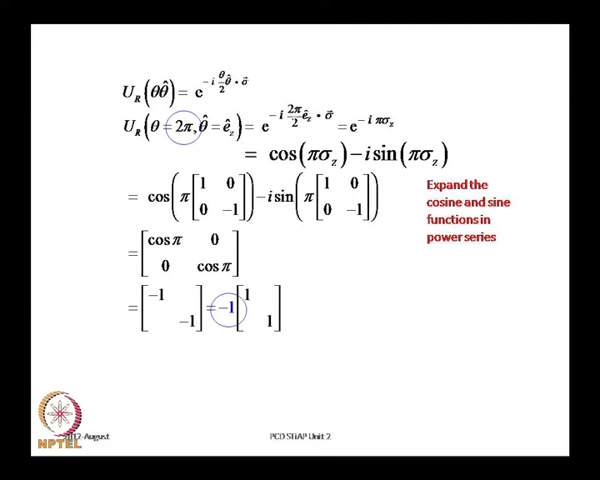 U_R(θθ̂) = e^{-i θ/2 θ̂·σ⃗}
U_R(θ = 2π, θ̂ = ê_z) = e^{-i 2π/2 ê_z·σ⃗} = e^{-iπσ_z}
= cos(πσ_z) − i sin(πσ_z)
= cos(π[1 0; 0 −1]) − i sin(π[1 0; 0 −1])
Expand the
cosine and sine
functions in
power series
= [cos π 0; 0 cos π]
= [−1 ; −1] = −1[1 ; 1]
NPTEL
2012-August
PCD STiAP Unit 2